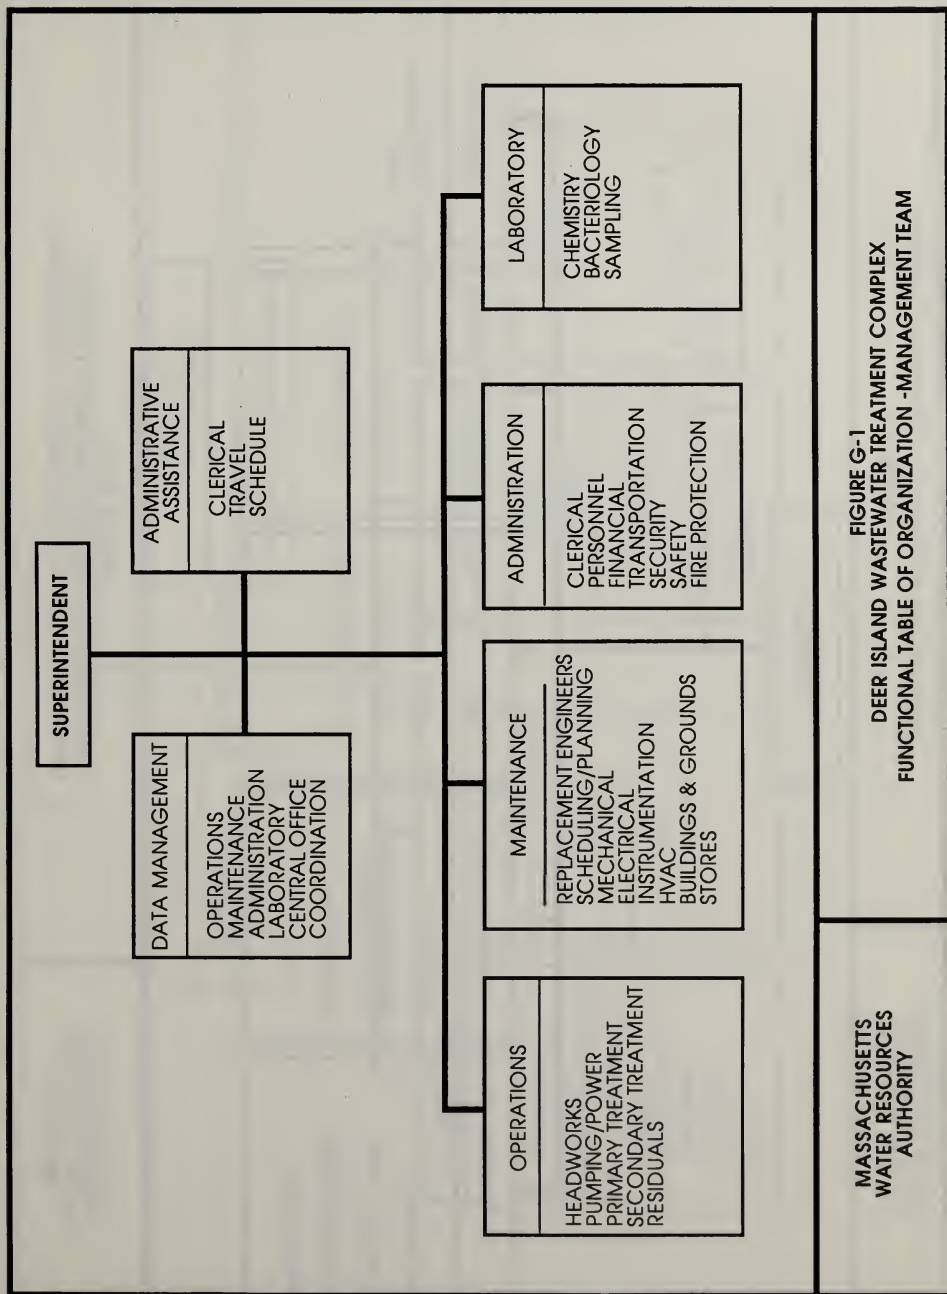 SUPERINTENDENT
DATA MANAGEMENT
OPERATIONS
MAINTENANCE
ADMINISTRATION
LABORATORY
CENTRAL OFFICE
COORDINATION
ADMINISTRATIVE
ASSISTANCE
CLERICAL
TRAVEL
SCHEDULE
OPERATIONS
HEADWORKS
PUMPING/POWER
PRIMARY TREATMENT
SECONDARY TREATMENT
RESIDUALS
MAINTENANCE
REPLACEMENT ENGINEERS
SCHEDULING/PLANNING
MECHANICAL
ELECTRICAL
INSTRUMENTATION
HVAC
BUILDINGS & GROUNDS
STORES
ADMINISTRATION
CLERICAL
PERSONNEL
FINANCIAL
TRANSPORTATION
SECURITY
SAFETY
FIRE PROTECTION
LABORATORY
CHEMISTRY
BACTERIOLOGY
SAMPLING
MASSACHUSETTS
WATER RESOURCES
AUTHORITY
FIGURE G-1
DEER ISLAND WASTEWATER TREATMENT COMPLEX
FUNCTIONAL TABLE OF ORGANIZATION -MANAGEMENT TEAM